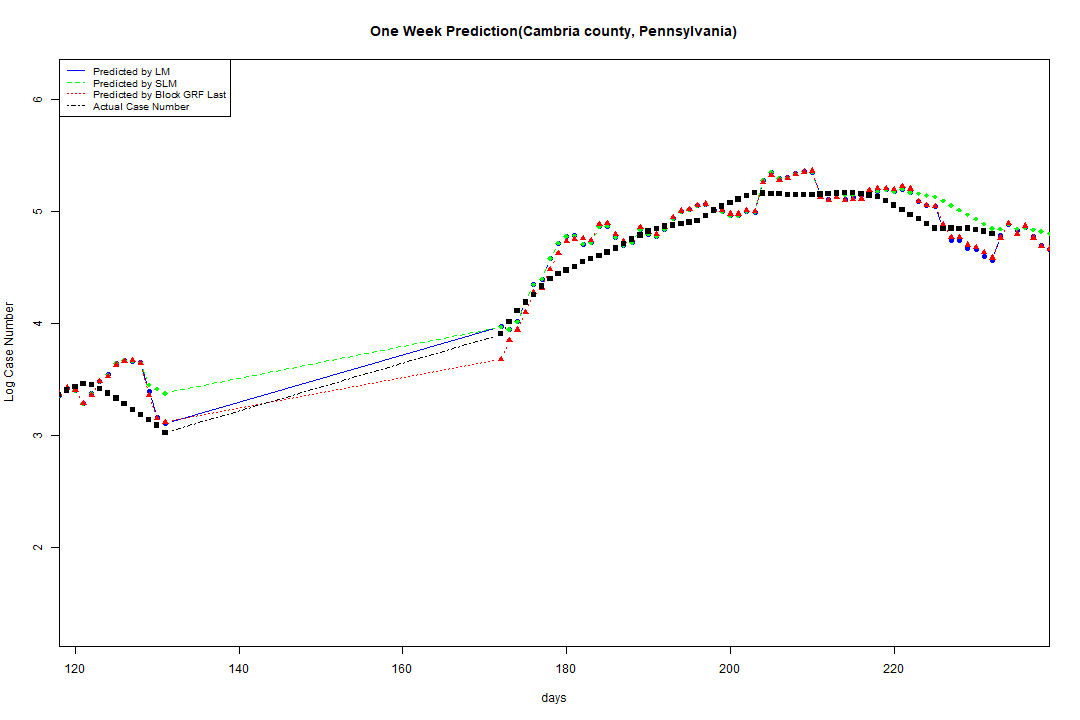 One Week Prediction(Cambria county, Pennsylvania)
Predicted by LM
Predicted by SLM
Predicted by Block GRF Last
Actual Case Number
6
5
4
3
2
Log Case Number
120 140 160 180 200 220
days